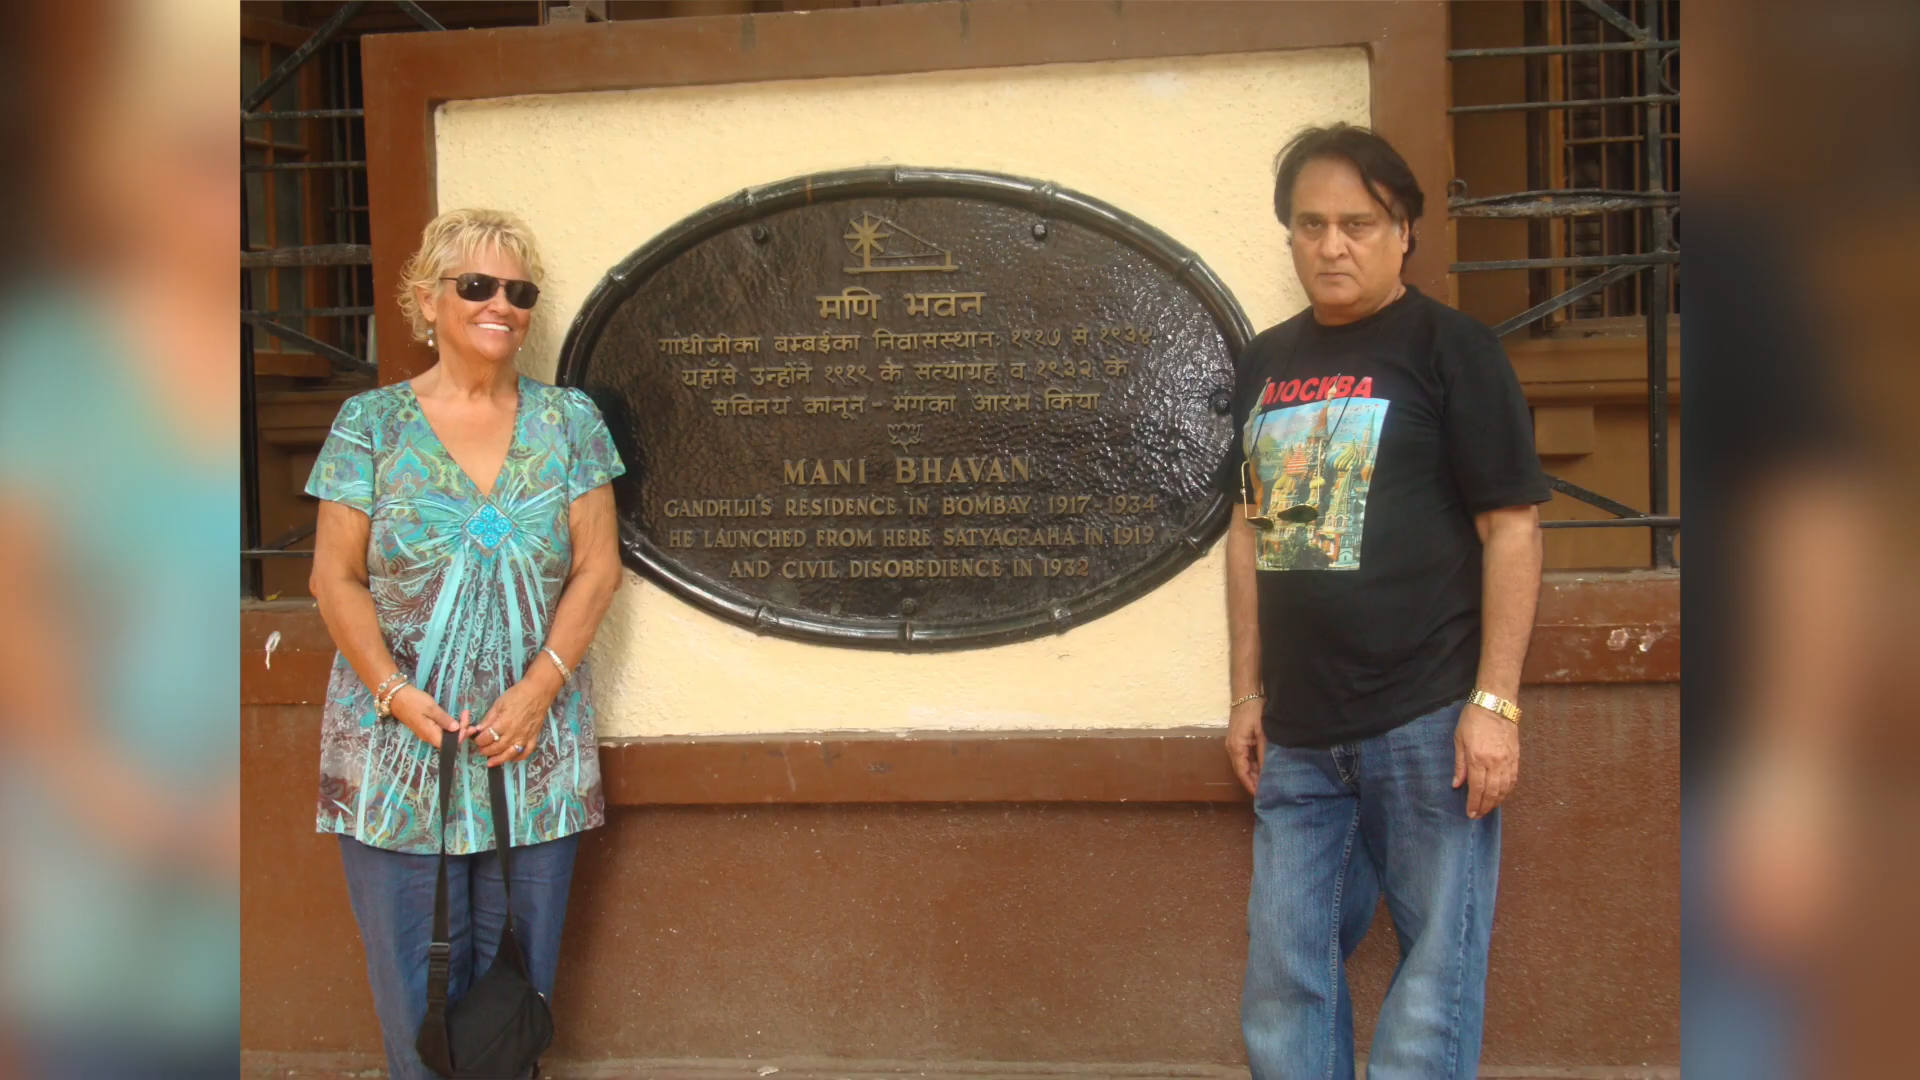 मणि भवन
गांधीजीका बम्बईका निवासस्थान: १९१७ से १९३४
यहाँसे उन्होंने १९१९ के सत्याग्रह व १९३२ के
सविनय कानून - भंगका आरंभ किया
MANI BHAVAN
GANDHIJI'S RESIDENCE IN BOMBAY: 1917-1934
HE LAUNCHED FROM HERE SATYAGRAHA IN 1919
AND CIVIL DISOBEDIENCE IN 1932
МОСКВА